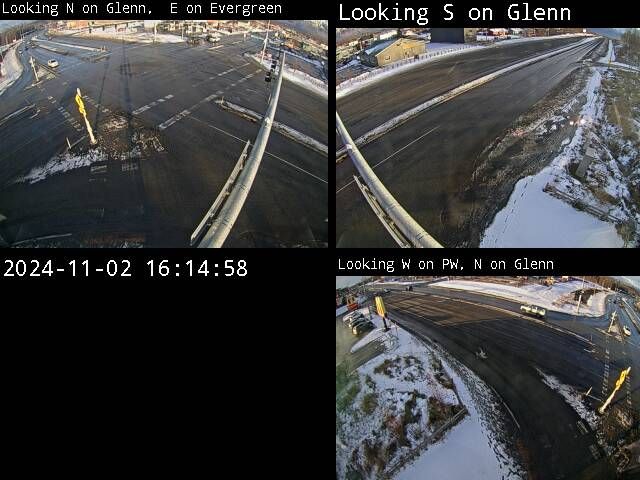 Looking N on Glenn, E on Evergreen
Looking S on Glenn
2024-11-02 16:14:58
Looking W on PW, N on Glenn